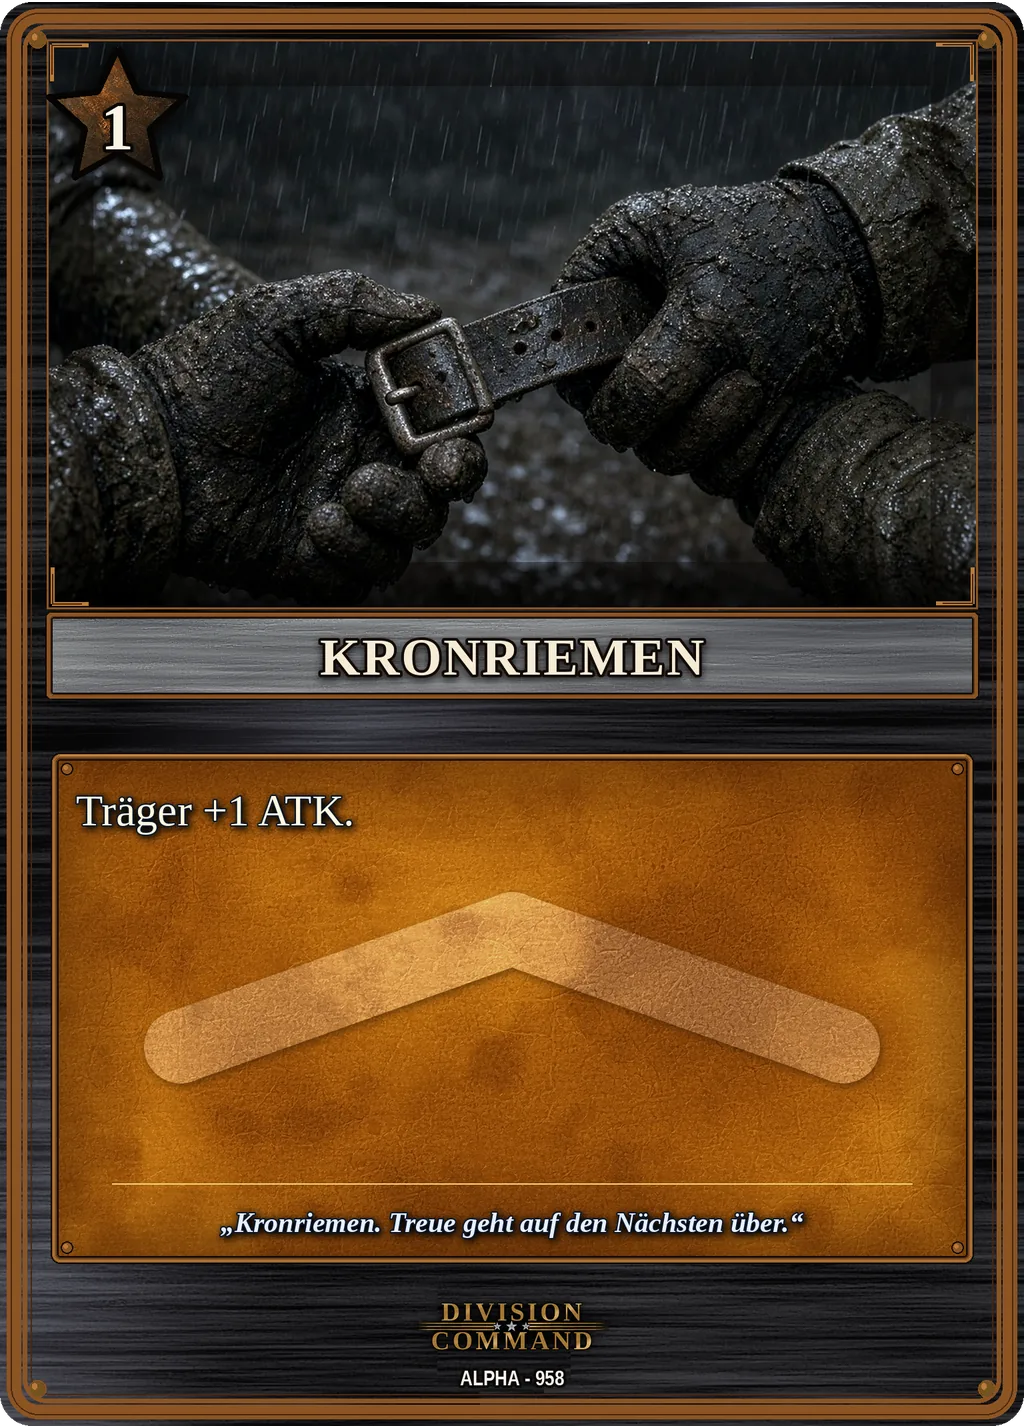 1
KRONRIEMEN
Träger +1 ATK.
„Kronriemen. Treue geht auf den Nächsten über.“
DIVISION
COMMAND
ALPHA - 958